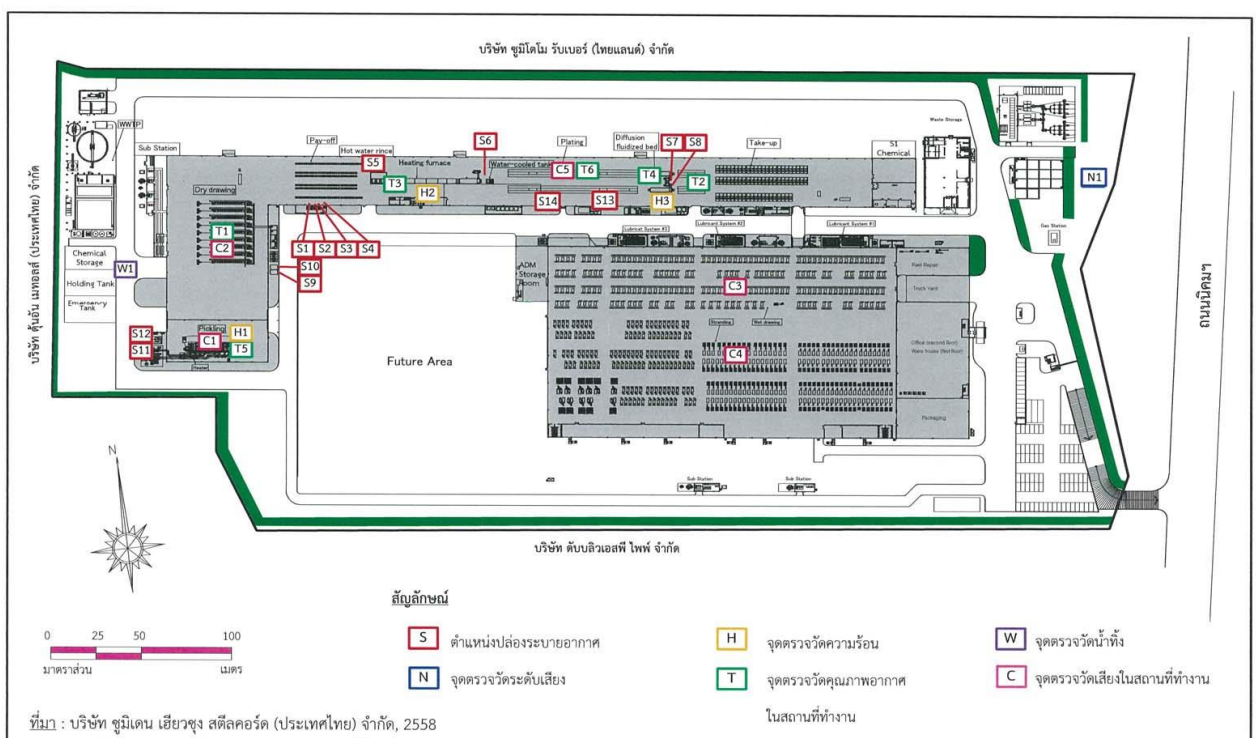 บริษัท ซูมิโตโม รับเบอร์ (ไทยแลนด์) จำกัด
WWTP
Sub Station
Pay-off
Hot water rince
S5
Heating furnace
S6
Water-cooled tank
Plating
C5
T6
Diffusion
fluidized bed
S7
S8
T4
T2
Take-up
S1
Chemical
Waste Storage
N1
Gas Station
T3
H2
S14
S13
H3
Dry drawing
T1
C2
S1
S2
S3
S4
S10
S9
บริษัท ตุ้นอัน เมทอลส์ (ประเทศไทย) จำกัด
Chemical
Storage
W1
Holding Tank
Emergency
Tank
S12
S11
Pickling
C1
H1
T5
Heater
Future Area
ADM
Storage
Room
Lubricat System #3
Lubricant System #2
Lubricant System #1
C3
Stranding
Wet drawing
C4
Reel Repair
Truck Yard
Office (second floor)
Packaging
ถนนนิคมฯ
Sub Station
Sub Station
N
บริษัท ดับบลิวเอสพี ไพพ์ จำกัด
สัญลักษณ์
0 25 50 100
มาตราส่วน เมตร
S ตำแหน่งปล่องระบายอากาศ
H จุดตรวจวัดความร้อน
W จุดตรวจวัดน้ำทิ้ง
N จุดตรวจวัดระดับเสียง
T จุดตรวจวัดคุณภาพอากาศ
ในสถานที่ทำงาน
C จุดตรวจวัดเสียงในสถานที่ทำงาน
ที่มา : บริษัท ซูมิเดน เฮียวซุง สตีลคอร์ด (ประเทศไทย) จำกัด, 2558